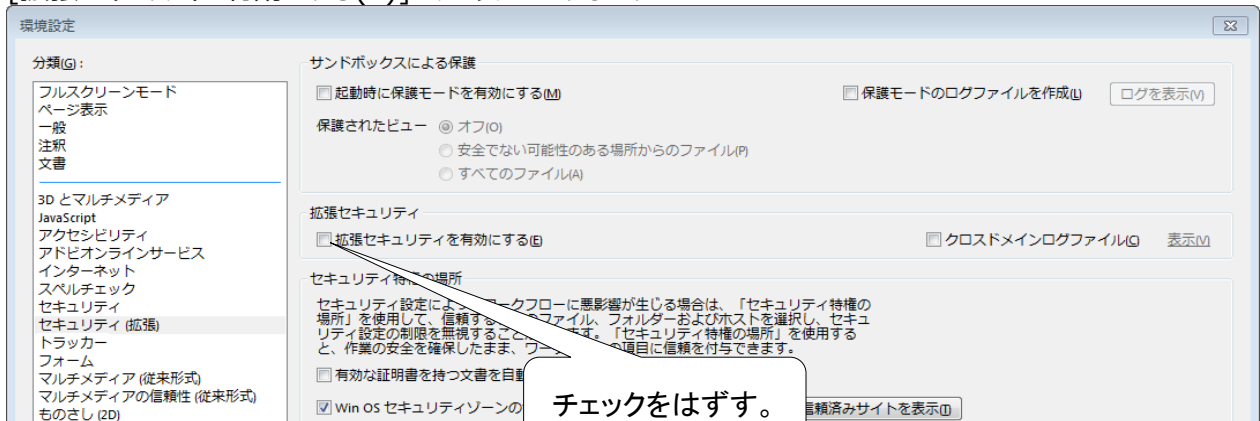 環境設定
分類(G) :
フルスクリーンモード
ページ表示
一般
注釈
文書
3D とマルチメディア
JavaScript
アクセシビリティ
アドビオンラインサービス
インターネット
スペルチェック
セキュリティ
セキュリティ (拡張)
トラッカー
フォーム
マルチメディア (従来形式)
マルチメディアの信頼性 (従来形式)
ものさし (2D)
サンドボックスによる保護
起動時に保護モードを有効にする(M)
保護モードのログファイルを作成(L)
ログを表示(V)
保護されたビュー
オフ(O)
安全でない可能性のある場所からのファイル(P)
すべてのファイル(A)
拡張セキュリティ
拡張セキュリティを有効にする(E)
クロスドメインログファイル(C)
表示(V)
セキュリティ特権の場所
セキュリティ設定によ ワークフローに悪影響が生じる場合は、「セキュリティ特権の
場所」を使用して、信頼する のファイル、フォルダーおよびホストを選択し、セキュ
リティ設定の制限を無視すること ます。「セキュリティ特権の場所」を使用する
と、作業の安全を確保したまま、ワー の項目に信頼を付与できます。
有効な証明書を持つ文書を自動
Win OS セキュリティゾーンの
頼済みサイトを表示(I)
チェックをはずす。